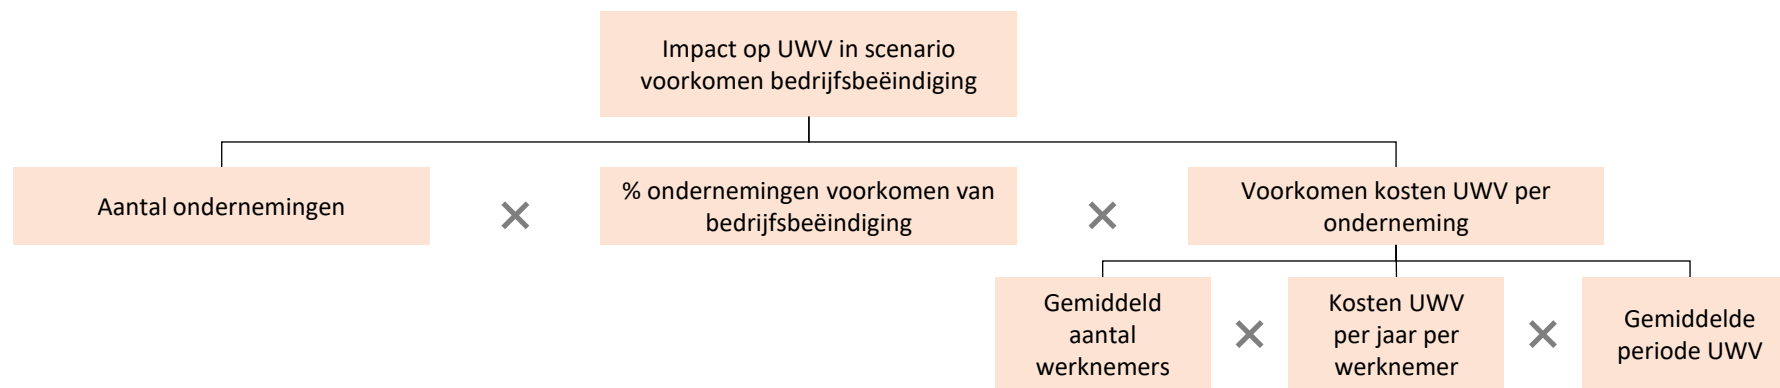 Impact op UWV in scenario
voorkomen bedrijfsbeëindiging
Aantal ondernemingen
% ondernemingen voorkomen van
bedrijfsbeëindiging
Voorkomen kosten UWV per
onderneming
Gemiddeld
aantal
werknemers
Kosten UWV
per jaar per
werknemer
Gemiddelde
periode UWV